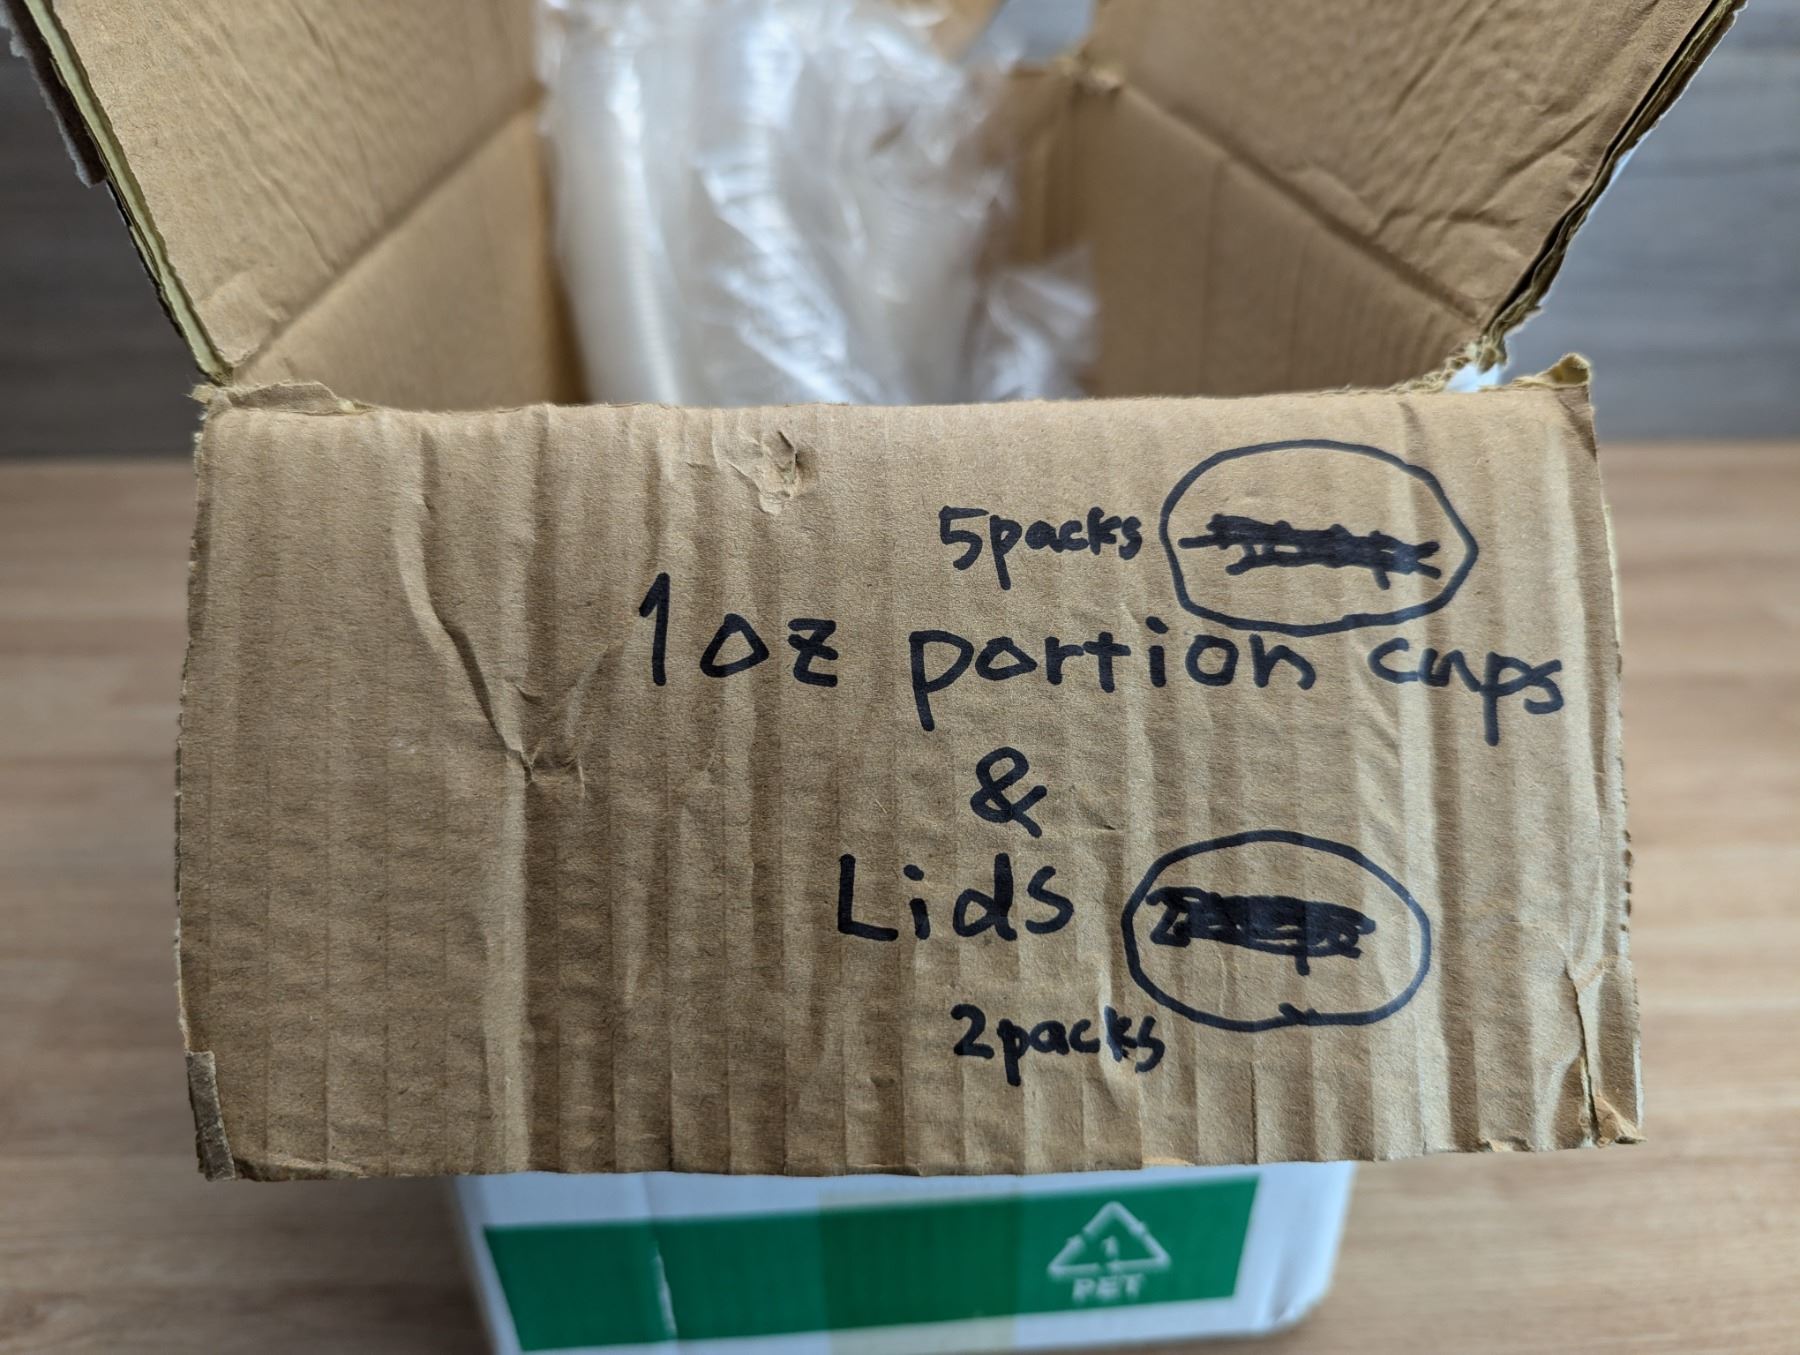 5packs
1oz portion cups
&
Lids
2packs
1
PET